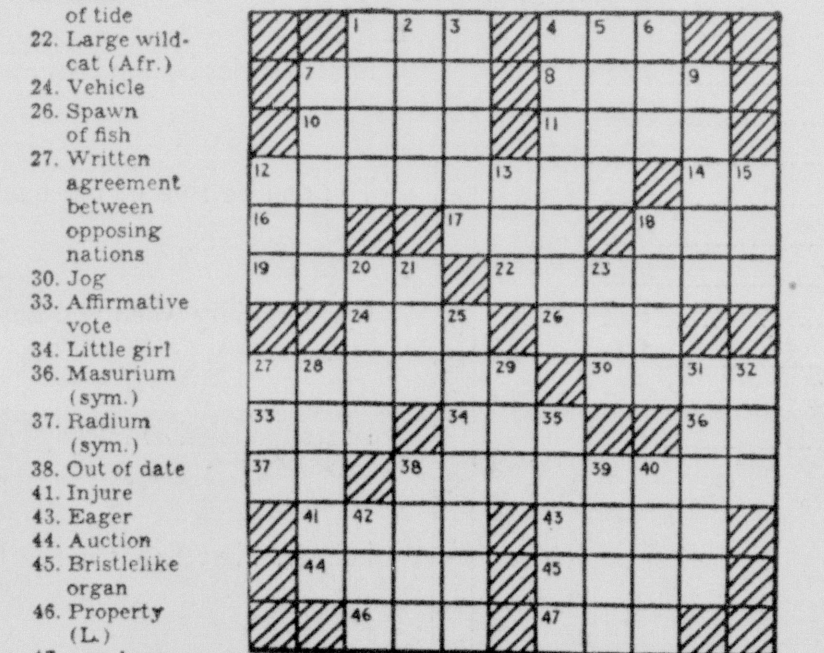 of tide
22. Large wild-
cat (Afr.)
24. Vehicle
26. Spawn
of fish
27. Written
agreement
between
opposing
nations
30. Jog
33. Affirmative
vote
34. Little girl
36. Masurium
(sym.)
37. Radium
(sym.)
38. Out of date
41. Injure
43. Eager
44. Auction
45. Bristlelike
organ
46. Property
(L.)
1 2 3 4 5 6
7 8 9
10 11
12 13 14 15
16 17 18
19 20 21 22 23
24 25 26
27 28 29 30 31 32
33 34 35 36
37 38 39 40
41 42 43
44 45
46 47